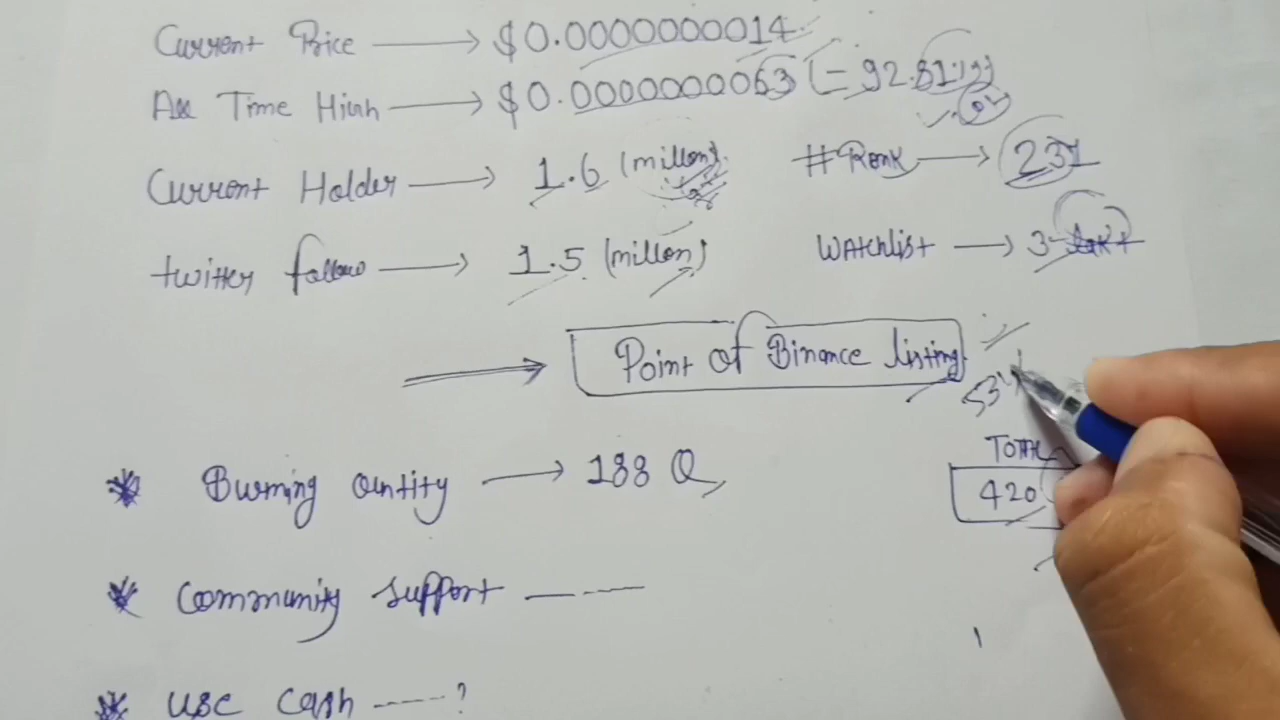 Current Price → $0.0000000014
All Time High → $0.0000000063 (- 92.81
Current Holder → 1.6 (millon)
#Rank → 231
twitter follow → 1.5 (millon)
Watchlist → 3
→ Point of Binance listing
53
Burning Quntity → 188 Q
420
Community support
use cash ?